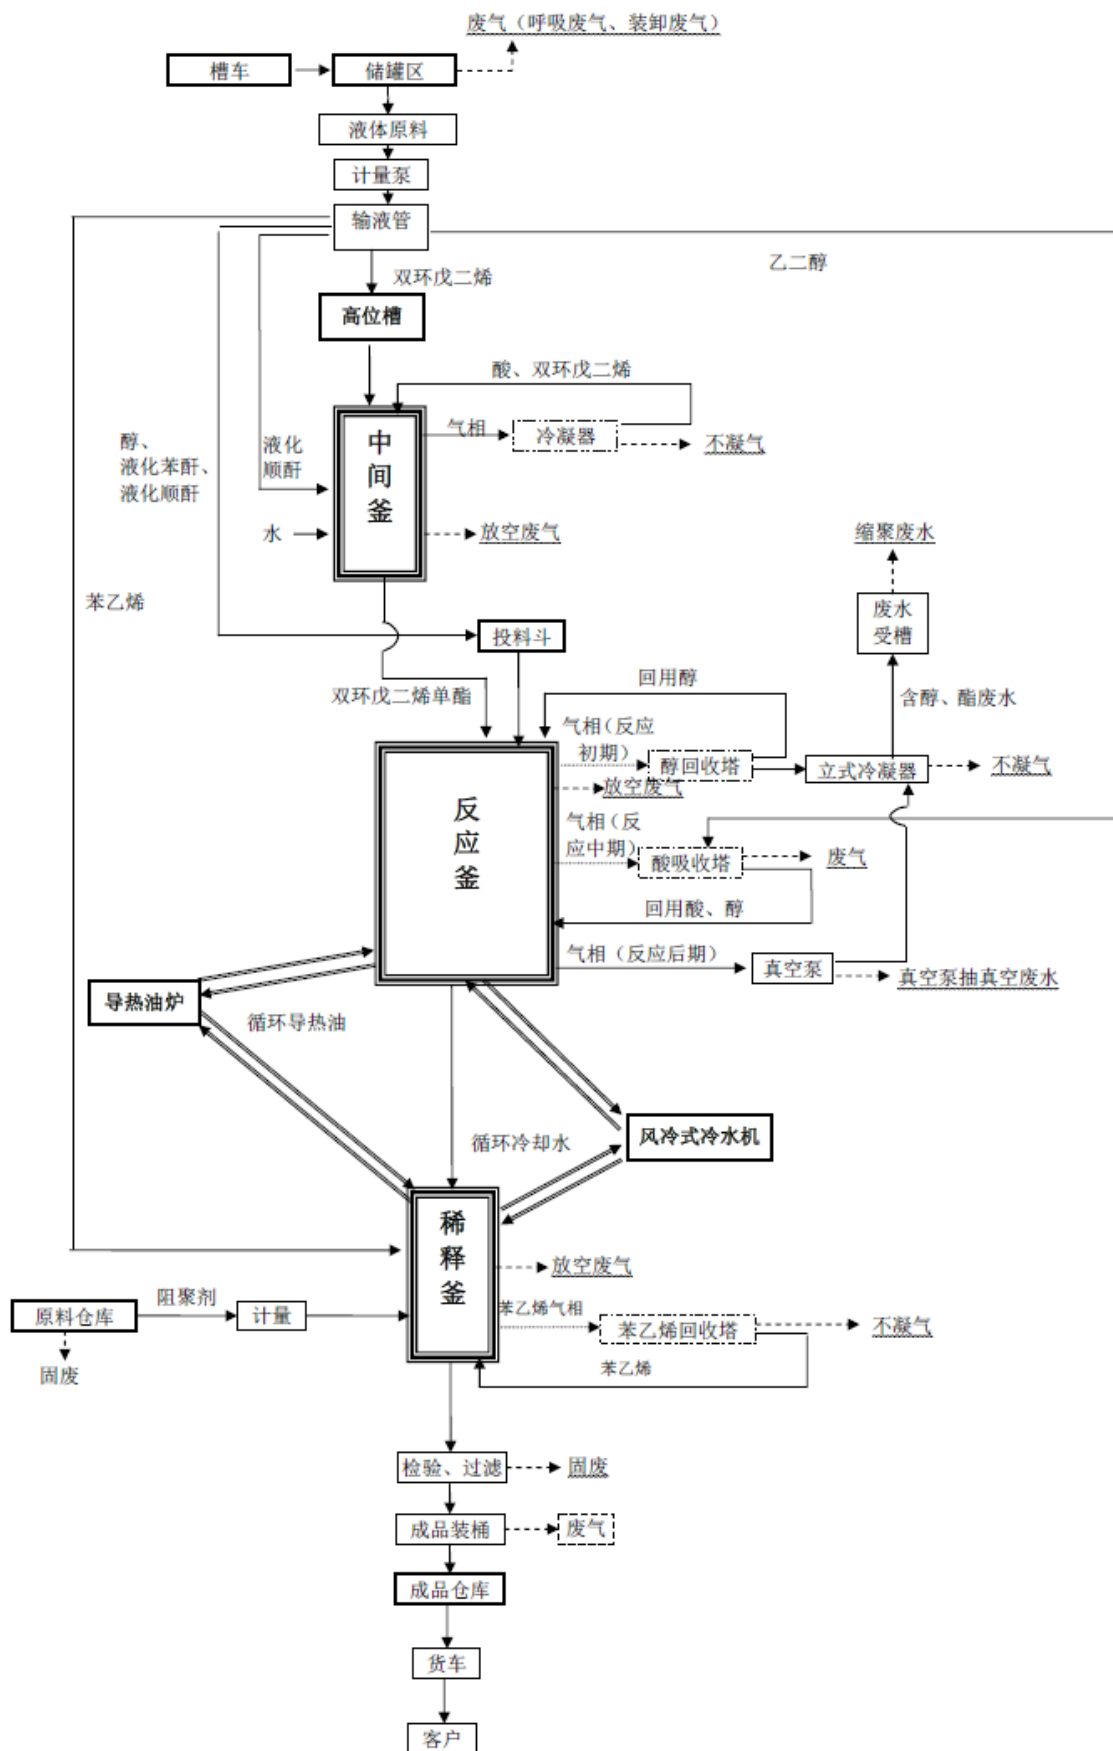 废气（呼吸废气、装卸废气）
槽车
储罐区
液体原料
计量泵
输液管
乙二醇
双环戊二烯
高位槽
酸、双环戊二烯
中
间
釜
气相
冷凝器
不凝气
醇、
液化苯酐、
液化顺酐
液化
顺酐
水
放空废气
缩聚废水
苯乙烯
废水
受槽
投料斗
双环戊二烯单酯
回用醇
含醇、酯废水
气相（反应
初期）
醇回收塔
立式冷凝器
不凝气
放空废气
反
应
釜
气相（反
应中期）
酸吸收塔
废气
回用酸、醇
气相（反应后期）
真空泵
真空泵抽真空废水
导热油炉
循环导热油
循环冷却水
风冷式冷水机
稀
释
釜
放空废气
原料仓库
阻聚剂
计量
苯乙烯气相
苯乙烯回收塔
不凝气
固废
苯乙烯
检验、过滤
固废
成品装桶
废气
成品仓库
货车
客户